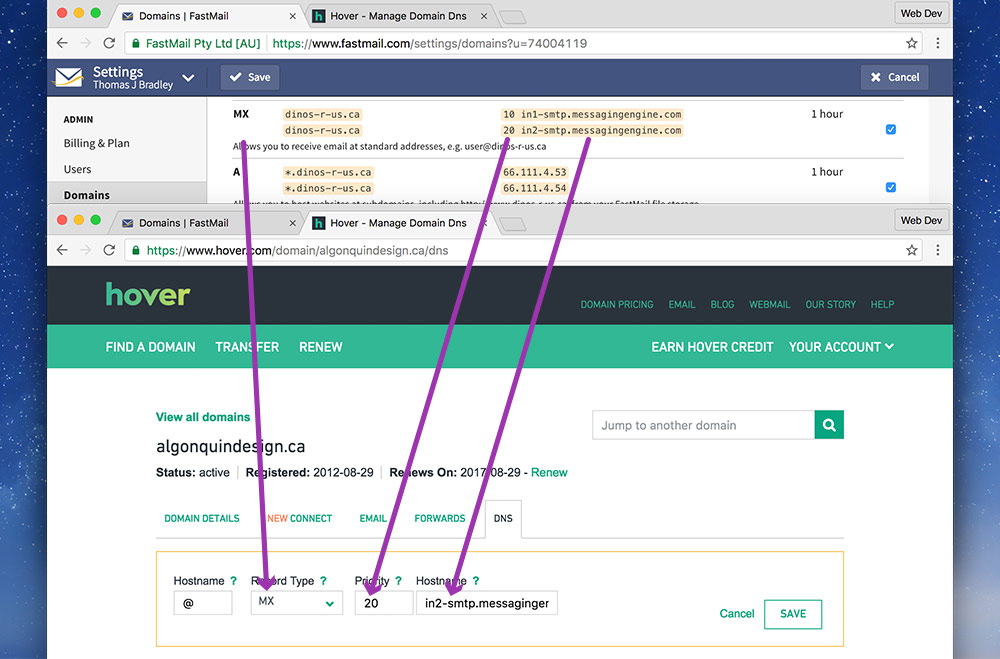 Domains | FastMail
Hover - Manage Domain Dns
Web Dev
FastMail Pty Ltd [AU]
https://www.fastmail.com/settings/domains?u=74004119
Settings
Thomas J Bradley
Save
Cancel
ADMIN
Billing & Plan
Users
Domains
MX dinos-r-us.ca 10 in1-smtp.messagingengine.com 1 hour
dinos-r-us.ca 20 in2-smtp.messagingengine.com
Allows you to receive email at standard addresses, e.g. user@dinos-r-us.ca
A *.dinos-r-us.ca 66.111.4.53 1 hour
*.dinos-r-us.ca 66.111.4.54
Allows you to host websites at subdomains, including http://www.dinos-r-us.ca from your FastMail file storage
Domains | FastMail
Hover - Manage Domain Dns
Web Dev
https://www.hover.com/domain/algonquindesign.ca/dns
hover
DOMAIN PRICING EMAIL BLOG WEBMAIL OUR STORY HELP
FIND A DOMAIN TRANSFER RENEW EARN HOVER CREDIT YOUR ACCOUNT
View all domains
Jump to another domain
algonquindesign.ca
Status: active Registered: 2012-08-29 Renews On: 2017-08-29 - Renew
DOMAIN DETAILS NEW CONNECT EMAIL FORWARDS DNS
Hostname ? Record Type ? Priority ? Hostname ?
@ MX 20 in2-smtp.messaginger
Cancel SAVE